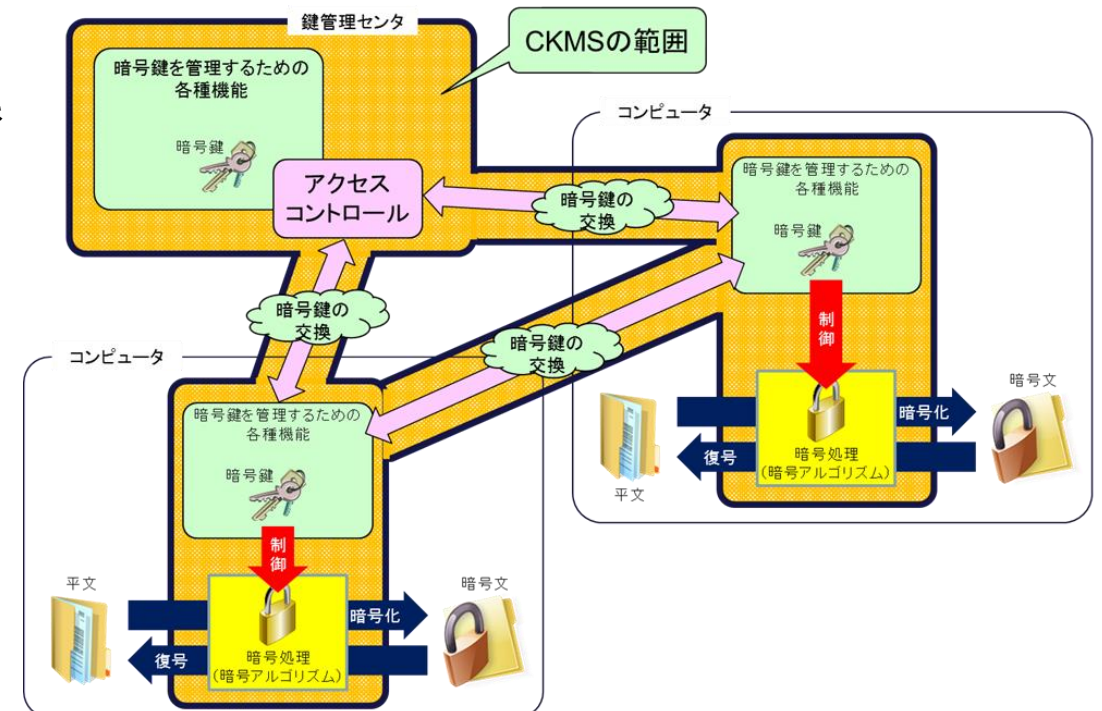 鍵管理センタ
CKMSの範囲
暗号鍵を管理するための
各種機能
暗号鍵
アクセス
コントロール
暗号鍵の
交換
コンピュータ
暗号鍵を管理するための
各種機能
暗号鍵
制
御
暗号鍵の
交換
暗号鍵の
交換
平文
暗号化
復号
暗号処理
(暗号アルゴリズム)
暗号文
コンピュータ
暗号鍵を管理するための
各種機能
暗号鍵
制
御
平文
暗号化
復号
暗号処理
(暗号アルゴリズム)
暗号文